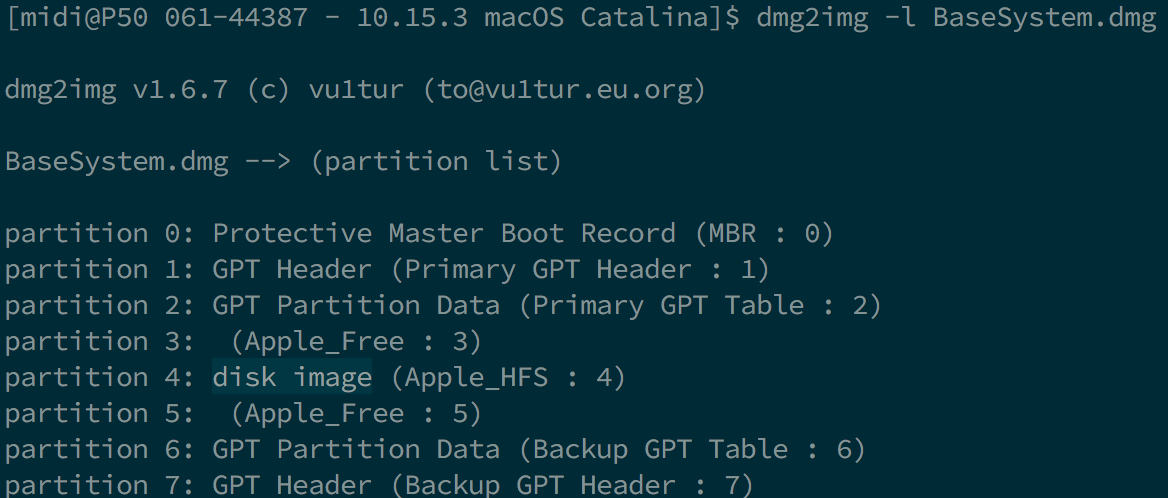 [midi@P50 061-44387 - 10.15.3 macOS Catalina]$ dmg2img -l BaseSystem.dmg
dmg2img v1.6.7 (c) vu1tur (to@vu1tur.eu.org)
BaseSystem.dmg --> (partition list)
partition 0: Protective Master Boot Record (MBR : 0)
partition 1: GPT Header (Primary GPT Header : 1)
partition 2: GPT Partition Data (Primary GPT Table : 2)
partition 3:  (Apple_Free : 3)
partition 4: disk image (Apple_HFS : 4)
partition 5:  (Apple_Free : 5)
partition 6: GPT Partition Data (Backup GPT Table : 6)
partition 7: GPT Header (Backup GPT Header : 7)